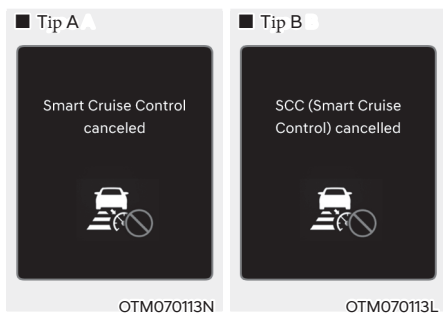 ■ Tip A
Smart Cruise Control
canceled
OTM070113N
■ Tip B
SCC (Smart Cruise
Control) cancelled
OTM070113L